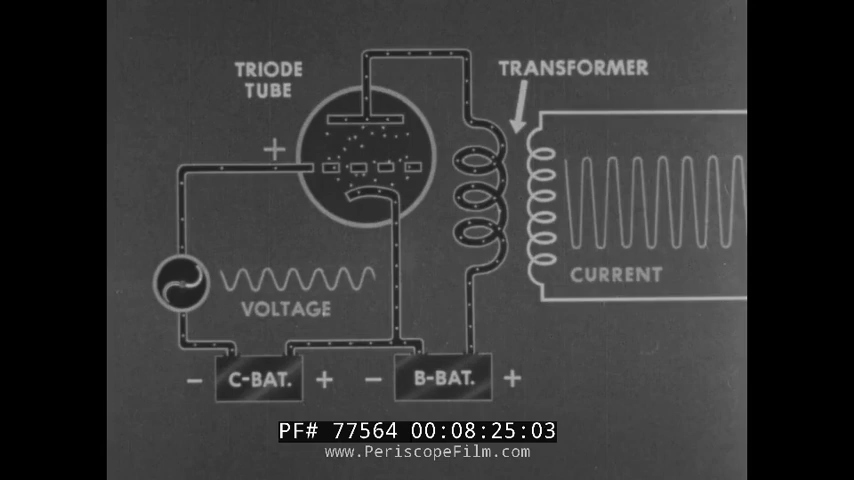 TRIODE
TUBE
TRANSFORMER
+
CURRENT
VOLTAGE
- C-BAT. + - B-BAT. +
PF# 77564 00:08:25:03
www.PeriscopeFilm.com